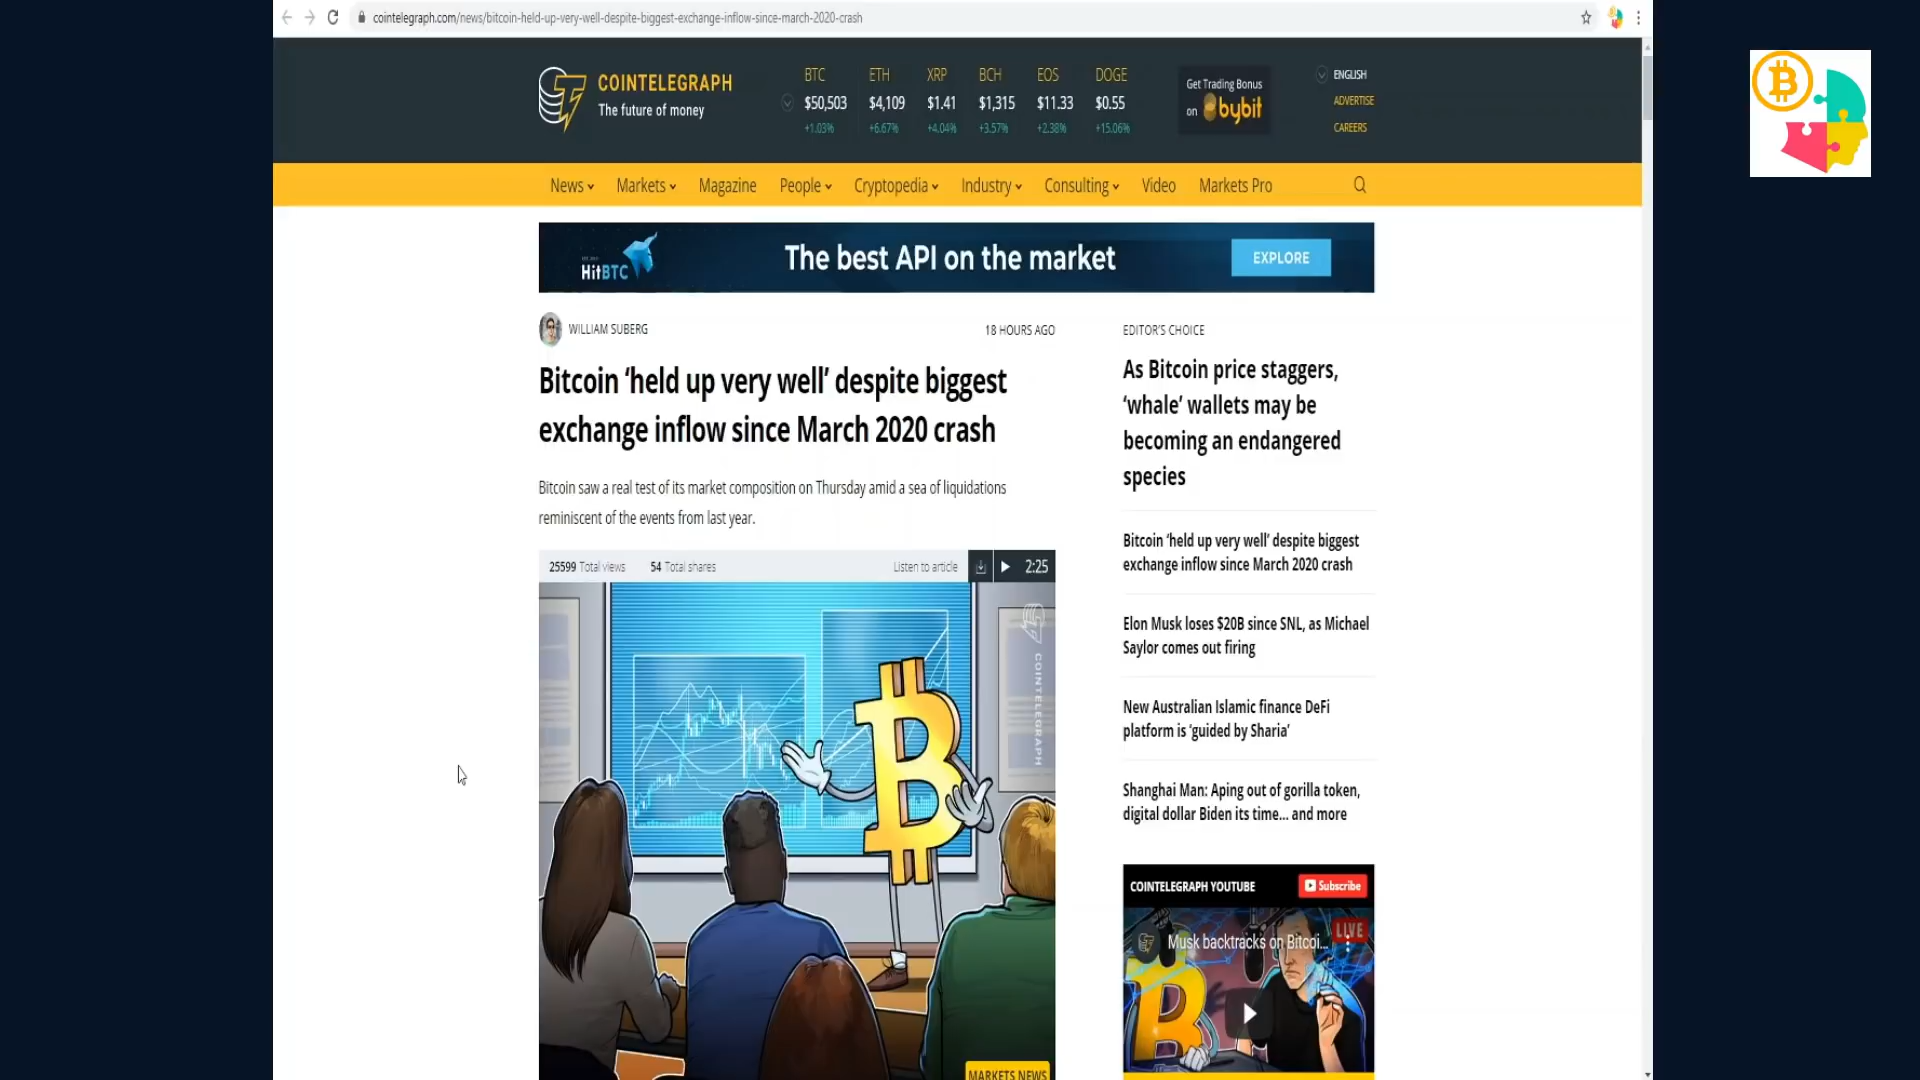 cointelegraph.com/news/bitcoin-held-up-very-well-despite-biggest-exchange-inflow-since-march-2020-crash
COINTELEGRAPH
The future of money
BTC ETH XRP BCH EOS DOGE
$50,503 $4,109 $1.41 $1,315 $11.33 $0.55
+1.03% +6.67% +4.04% +3.57% +2.38% +15.06%
Get Trading Bonus
on bybit
ENGLISH
ADVERTISE
CAREERS
News Markets Magazine People Cryptopedia Industry Consulting Video Markets Pro
HitBTC
The best API on the market
EXPLORE
WILLIAM SUBERG
18 HOURS AGO
Bitcoin ‘held up very well’ despite biggest
exchange inflow since March 2020 crash
Bitcoin saw a real test of its market composition on Thursday amid a sea of liquidations
reminiscent of the events from last year.
25599 Total views 54 Total shares Listen to article 2:25
COINTELEGRAPH
MARKETS NEWS
EDITOR'S CHOICE
As Bitcoin price staggers,
‘whale’ wallets may be
becoming an endangered
species
Bitcoin ‘held up very well’ despite biggest
exchange inflow since March 2020 crash
Elon Musk loses $20B since SNL, as Michael
Saylor comes out firing
New Australian Islamic finance DeFi
platform is ‘guided by Sharia’
Shanghai Man: Aping out of gorilla token,
digital dollar Biden its time... and more
COINTELEGRAPH YOUTUBE
Subscribe
Musk backtracks on Bitcoi...
LIVE